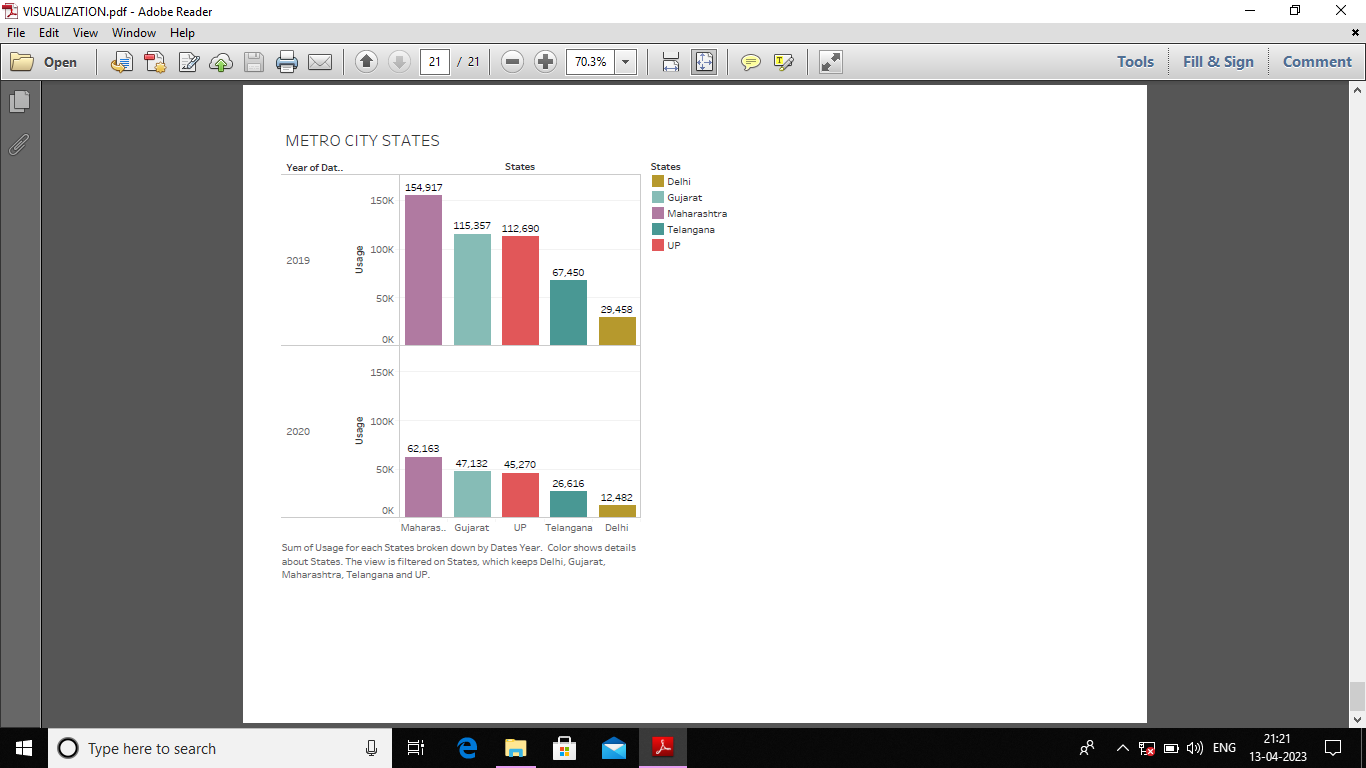 VISUALIZATION.pdf - Adobe Reader
File Edit View Window Help
Open 21 / 21 70.3% Tools Fill & Sign Comment
METRO CITY STATES
Year of Dat.. States
154,917
150K
115,357
112,690
100K
Usage
2019
67,450
50K
29,458
0K
150K
100K
Usage
2020
62,163
47,132
45,270
50K
26,616
12,482
0K
Maharas.. Gujarat UP Telangana Delhi
States
Delhi
Gujarat
Maharashtra
Telangana
UP
Sum of Usage for each States broken down by Dates Year. Color shows details
about States. The view is filtered on States, which keeps Delhi, Gujarat,
Maharashtra, Telangana and UP.
Type here to search
ENG
21:21
13-04-2023